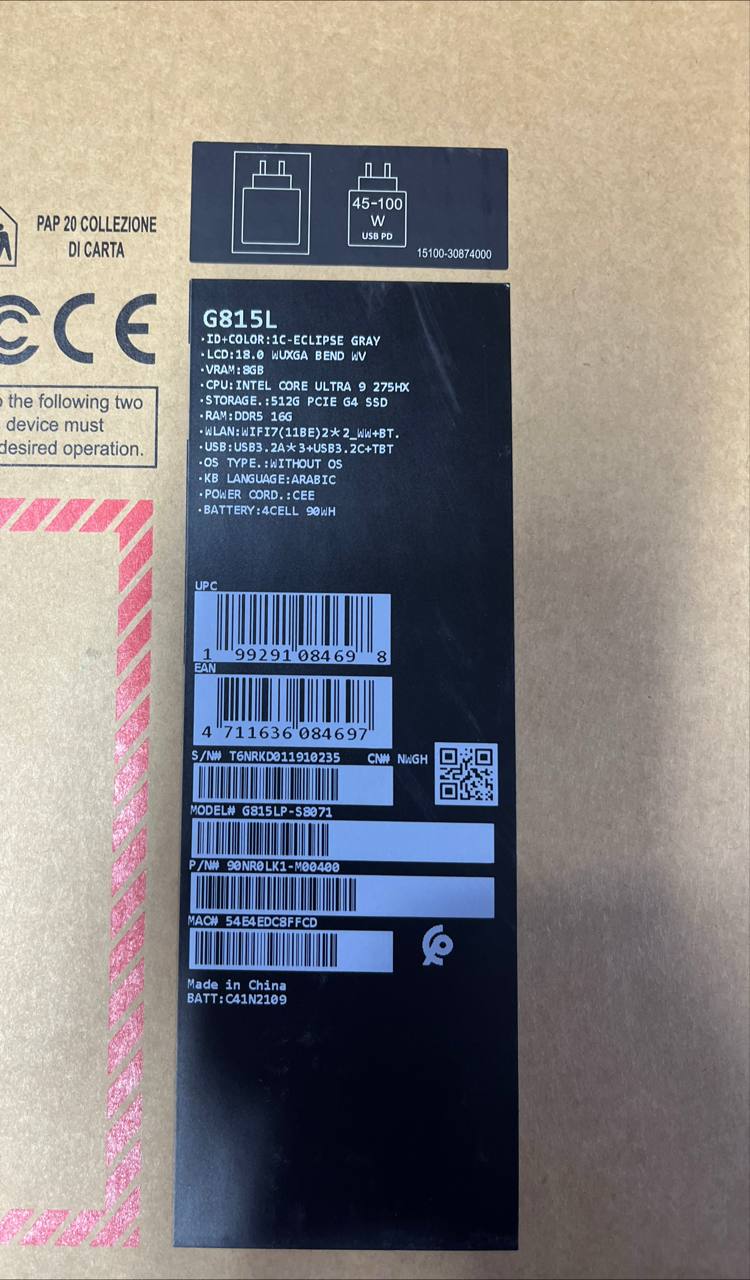 45-100
W
USB PD
15100-30874000
PAP 20 COLLEZIONE
DI CARTA
CE
the following two
device must
desired operation.
G815L
·ID+COLOR:1C-ECLIPSE GRAY
·LCD:18.0 WUXGA BEND WV
·VRAM:8GB
·CPU:INTEL CORE ULTRA 9 275HX
·STORAGE.:512G PCIE G4 SSD
·RAM:DDR5 16G
·WLAN:WIFI7(11BE)2*2_WW+BT.
·USB:USB3.2A*3+USB3.2C+TBT
·OS TYPE.:WITHOUT OS
·KB LANGUAGE:ARABIC
·POWER CORD.:CEE
·BATTERY:4CELL 90WH
UPC
1 99291 08469 8
EAN
4 711636 084697
S/N# T6NRKD011910235 CN# NWGH
MODEL# G815LP-S8071
P/N# 90NR0LK1-M00400
MAC# 54E4EDC8FFCD
Made in China
BATT:C41N2109